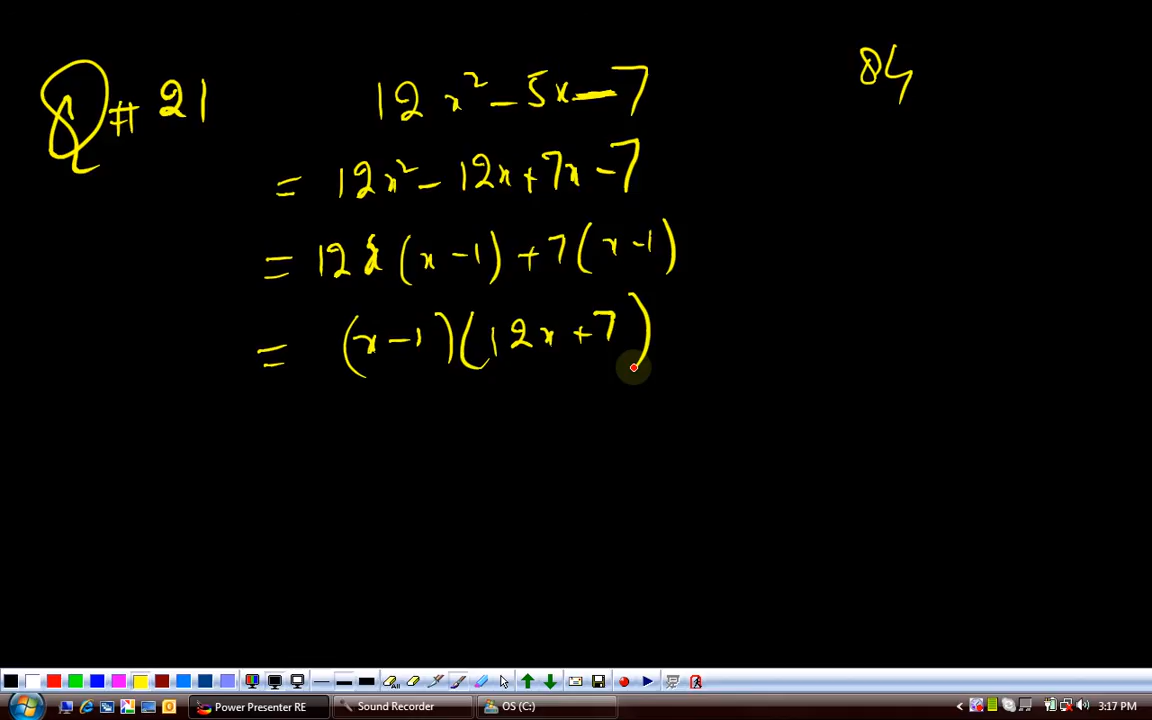 Q # 21
84
12x² - 5x - 7
= 12x² - 12x + 7x - 7
= 12x (x - 1) + 7 (x - 1)
= (x - 1) (12x + 7)
Power Presenter RE
Sound Recorder
OS (C:)
3:17 PM